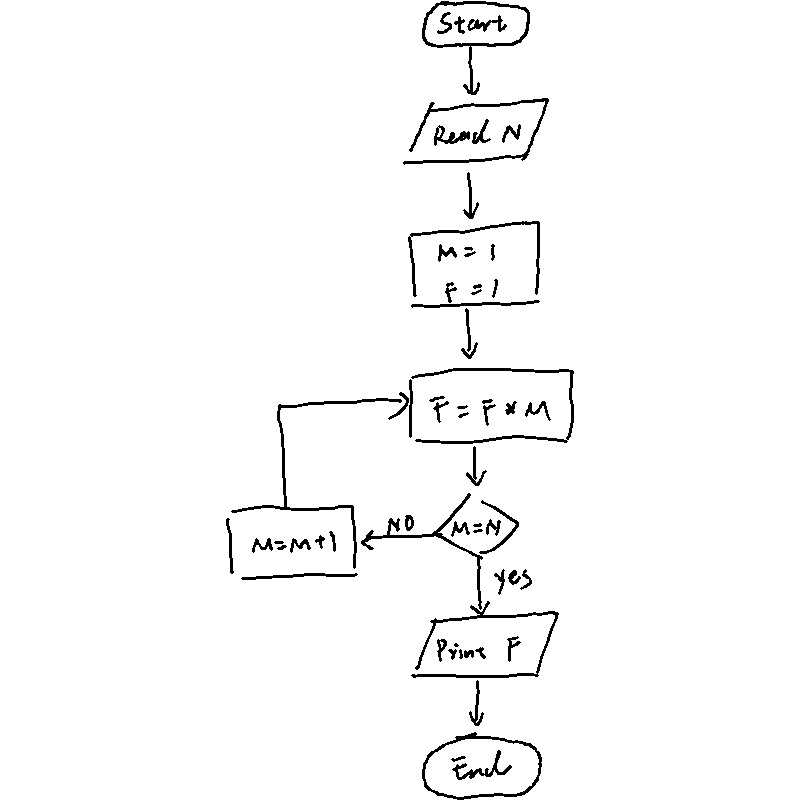 Start
Read N
M = 1
F = 1
F = F * M
M=N
NO
M=M+1
yes
Print F
End